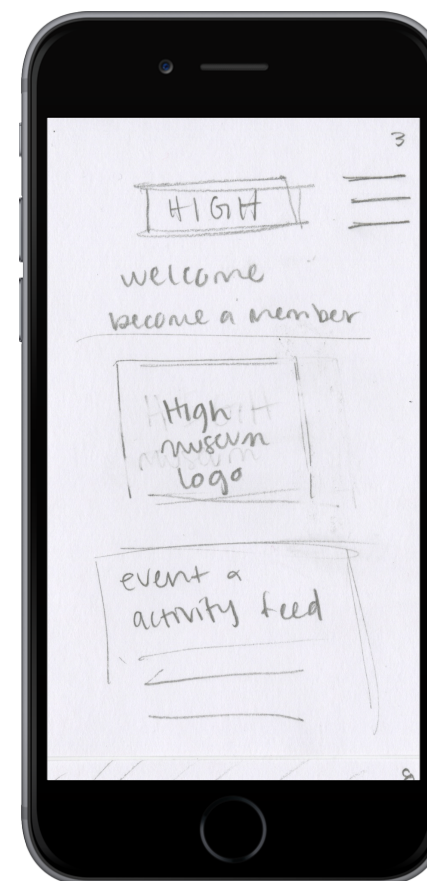 3
HIGH
welcome
become a member
High
museum
logo
event &
activity feed